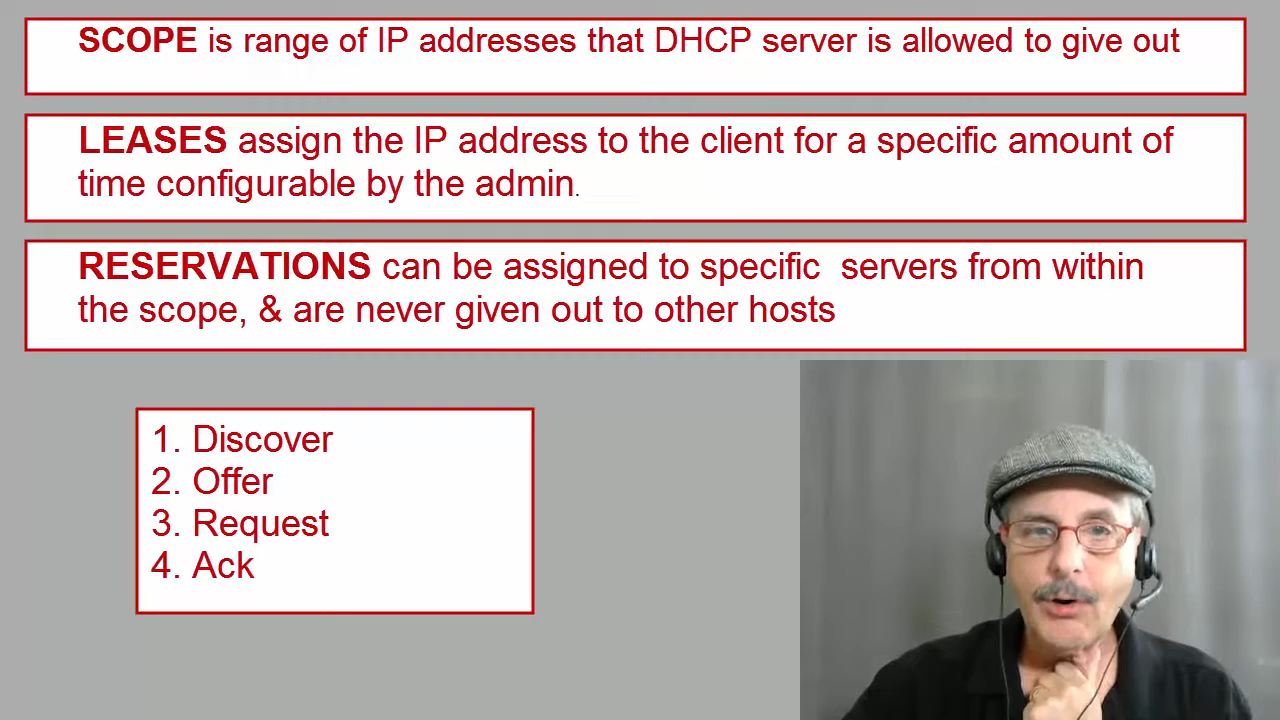 SCOPE is range of IP addresses that DHCP server is allowed to give out
LEASES assign the IP address to the client for a specific amount of
time configurable by the admin.
RESERVATIONS can be assigned to specific  servers from within
the scope, & are never given out to other hosts
1. Discover
2. Offer
3. Request
4. Ack